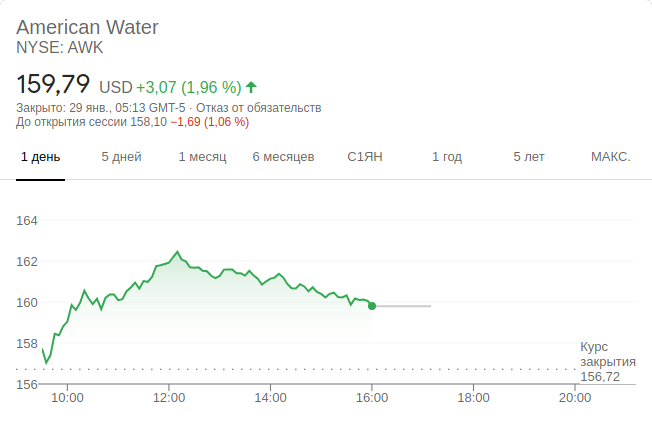 American Water
NYSE: AWK
159,79 USD +3,07 (1,96 %)
Закрыто: 29 янв., 05:13 GMT-5 · Отказ от обязательств
До открытия сессии 158,10 −1,69 (1,06 %)
1 день 5 дней 1 месяц 6 месяцев С1ЯН 1 год 5 лет МАКС.
164
162
160
158
Курс
закрытия
156,72
156
10:00 12:00 14:00 16:00 18:00 20:00